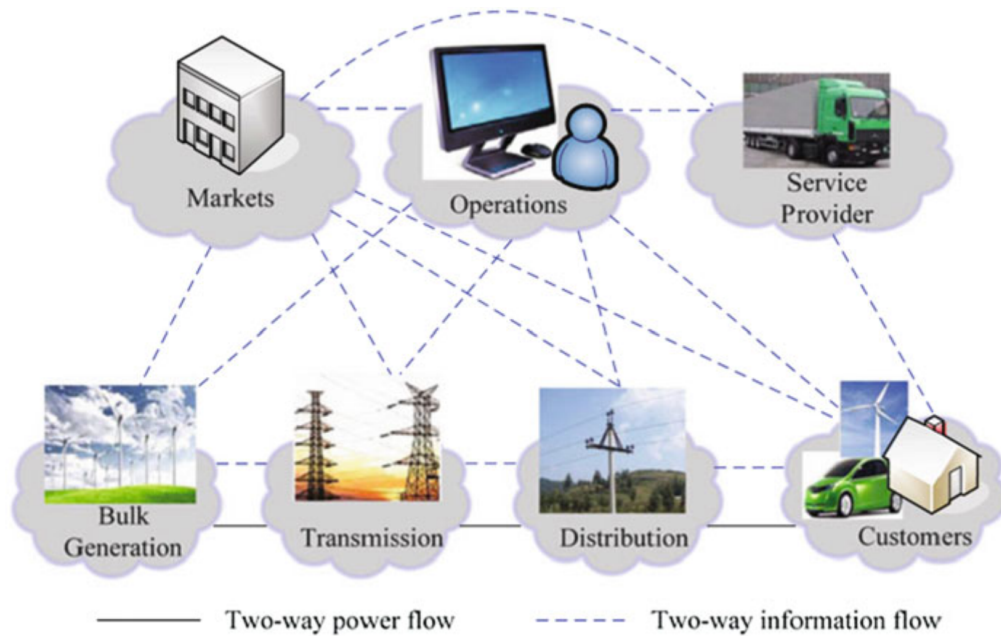 Markets
Operations
Service
Provider
Bulk
Generation
Transmission
Distribution
Customers
Two-way power flow
Two-way information flow